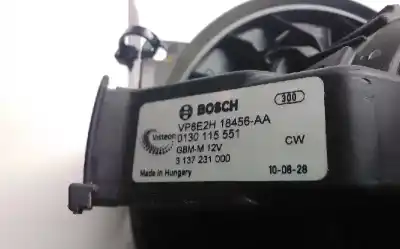 BOSCH 300
VP6E2H 18456-AA
Visteon 0130 115 551 CW
GBM-M 12V
3 137 231 000
Made in Hungary 10-08-28